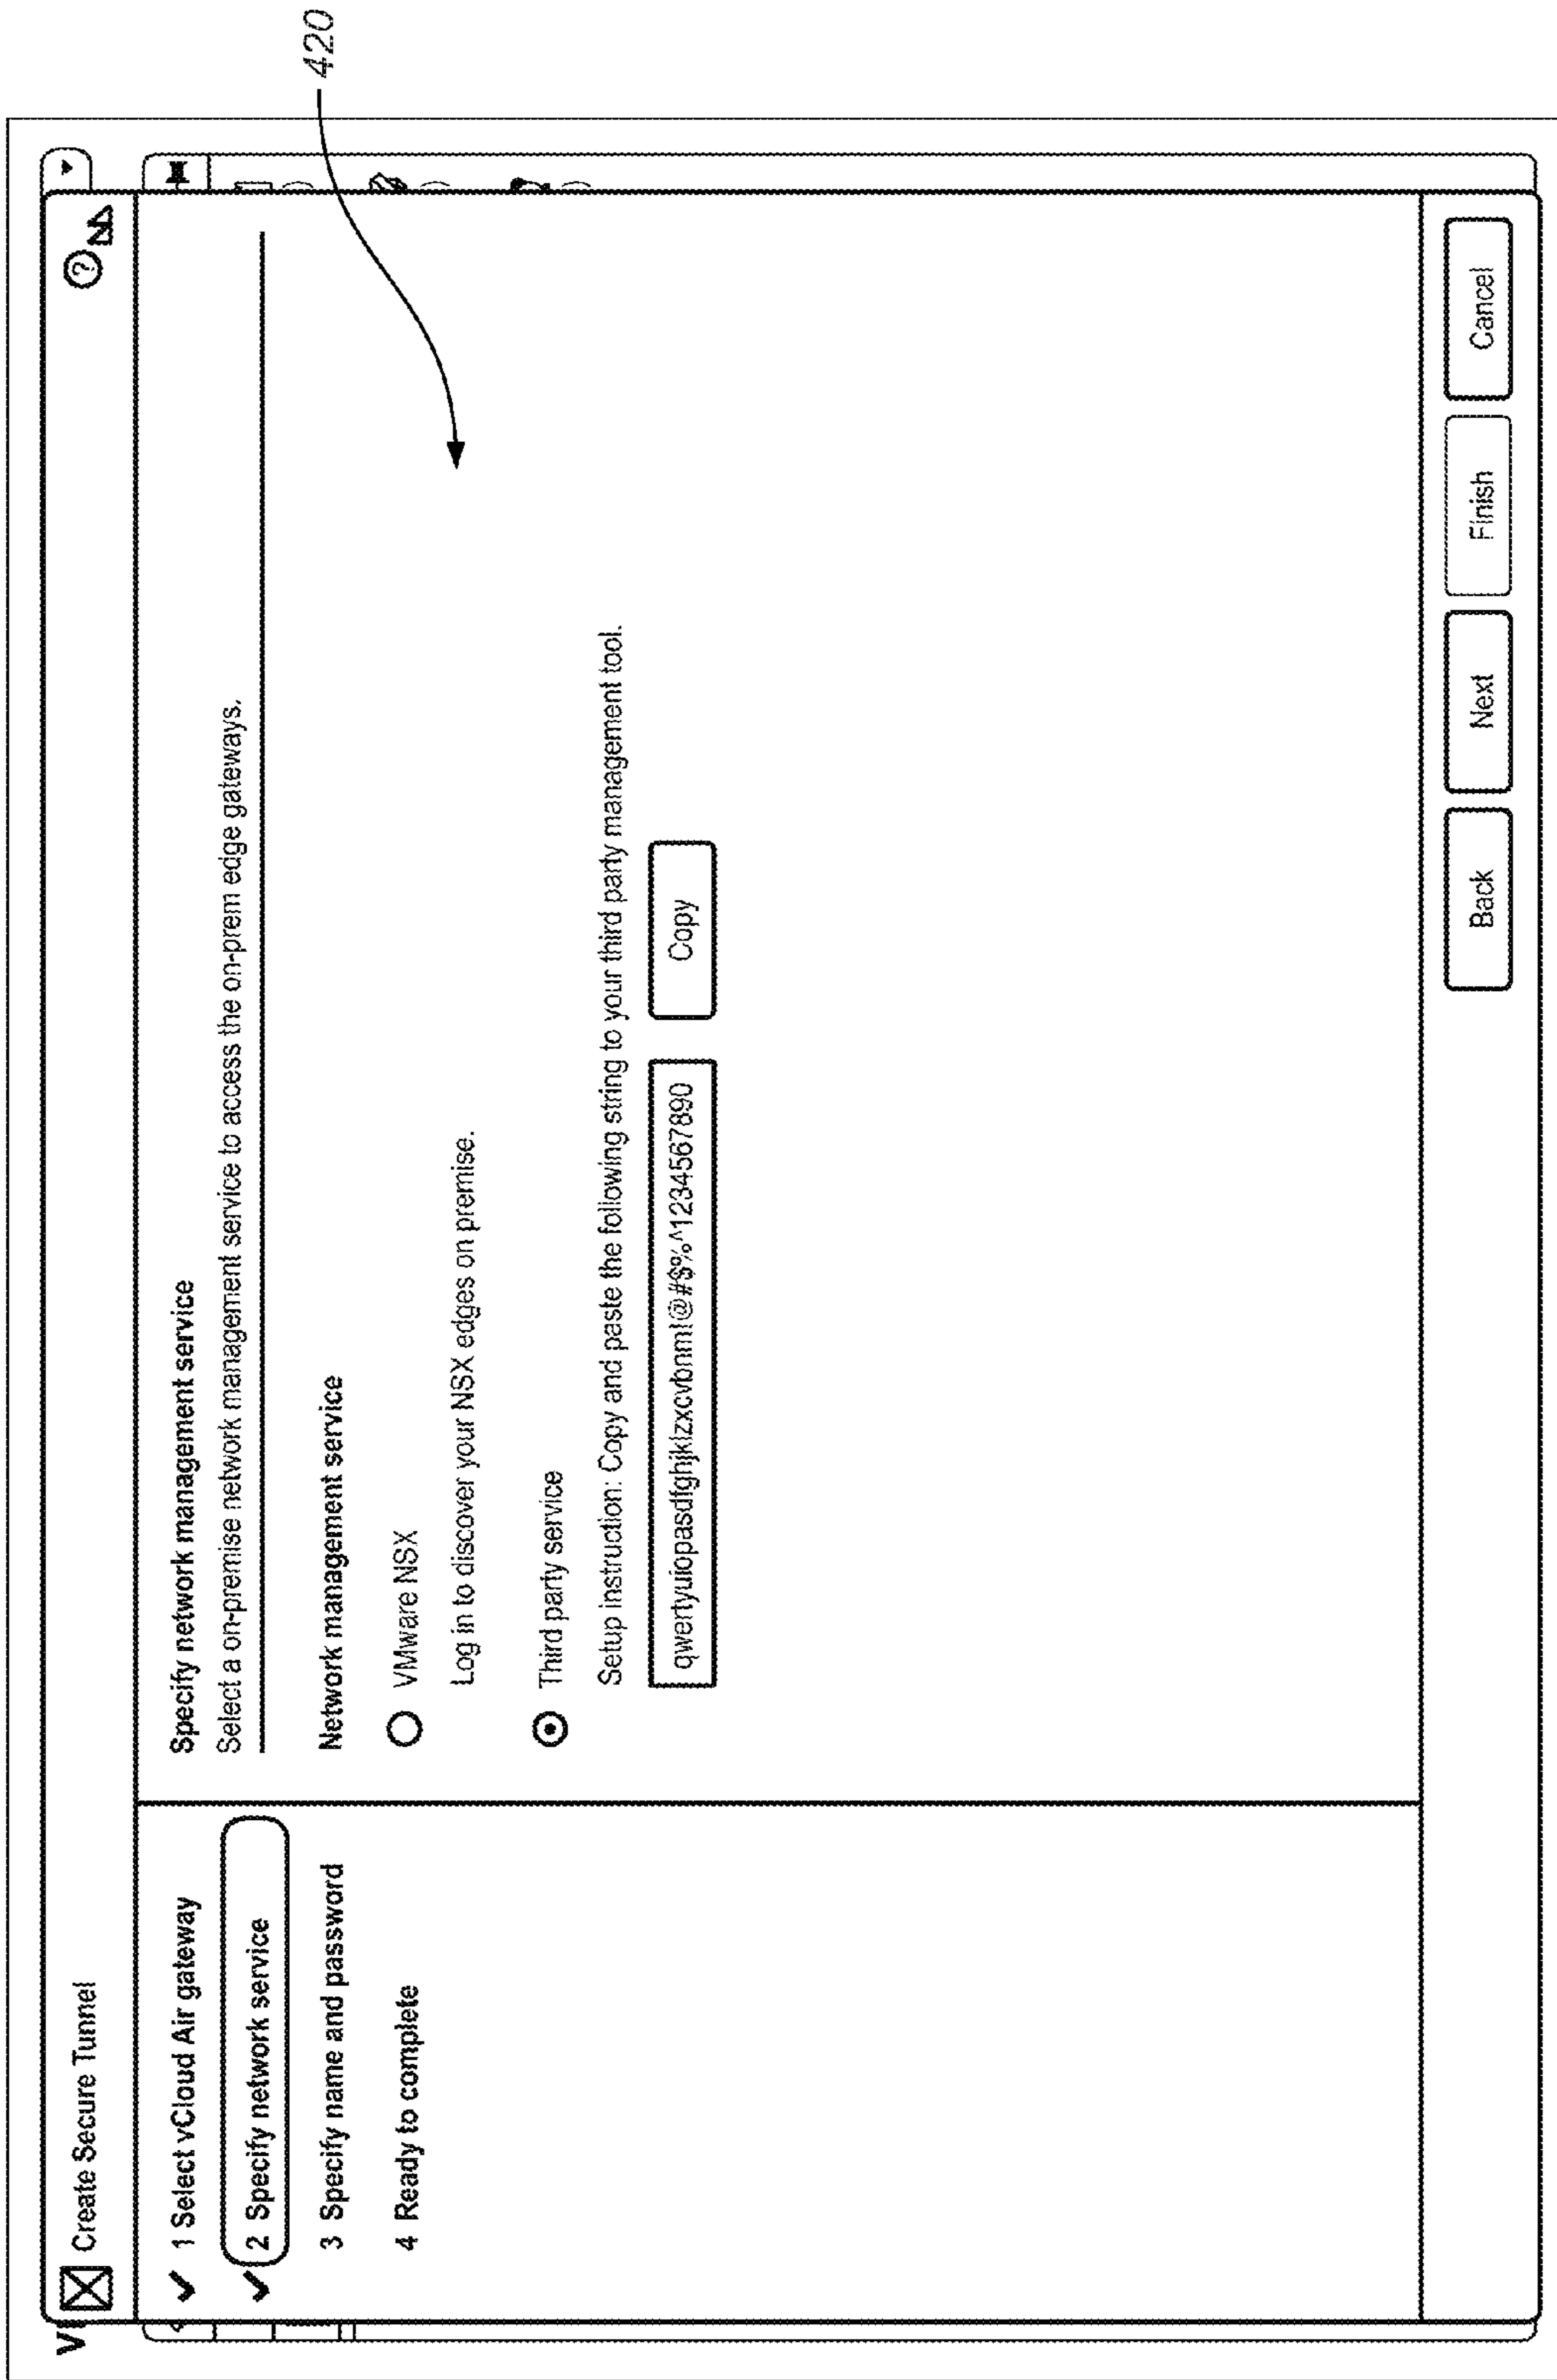 Create Secure Tunnel
?
1 Select vCloud Air gateway
2 Specify network service
3 Specify name and password
4 Ready to complete
Specify network management service
Select a on-premise network management service to access the on-prem edge gateways.
Network management service
VMware NSX
Log in to discover your NSX edges on premise.
Third party service
Setup instruction: Copy and paste the following string to your third party management tool.
qwertyuiopasdfghjklzxcvbnm!@#$%^1234567890
Copy
Back
Next
Finish
Cancel
420